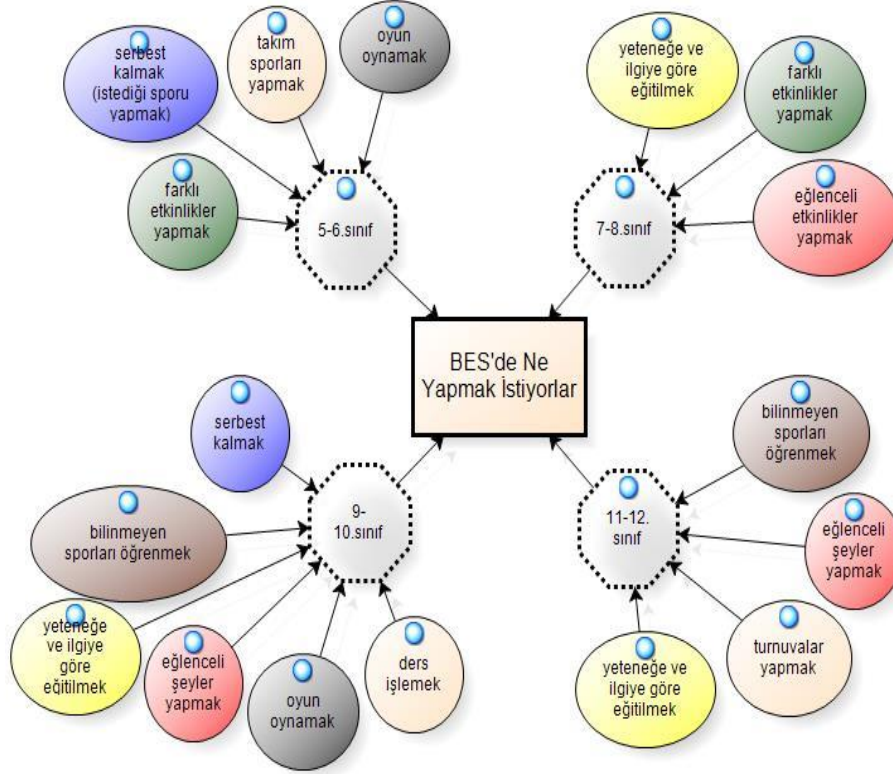 serbest
kalmak
(istediği sporu
yapmak)
takım
sporları
yapmak
oyun
oynamak
farklı
etkinlikler
yapmak
5-6.sınıf
yeteneğe ve
ilgiye göre
eğitilmek
farklı
etkinlikler
yapmak
eğlenceli
etkinlikler
yapmak
7-8.sınıf
BES'de Ne
Yapmak İstiyorlar
serbest
kalmak
bilinmeyen
sporları öğrenmek
yeteneğe
ve ilgiye
göre
eğitilmek
eğlenceli
şeyler
yapmak
oyun
oynamak
ders
işlemek
9-
10.sınıf
bilinmeyen
sporları
öğrenmek
eğlenceli
şeyler
yapmak
turnuvalar
yapmak
yeteneğe ve
ilgiye göre
eğitilmek
11-12.
sınıf